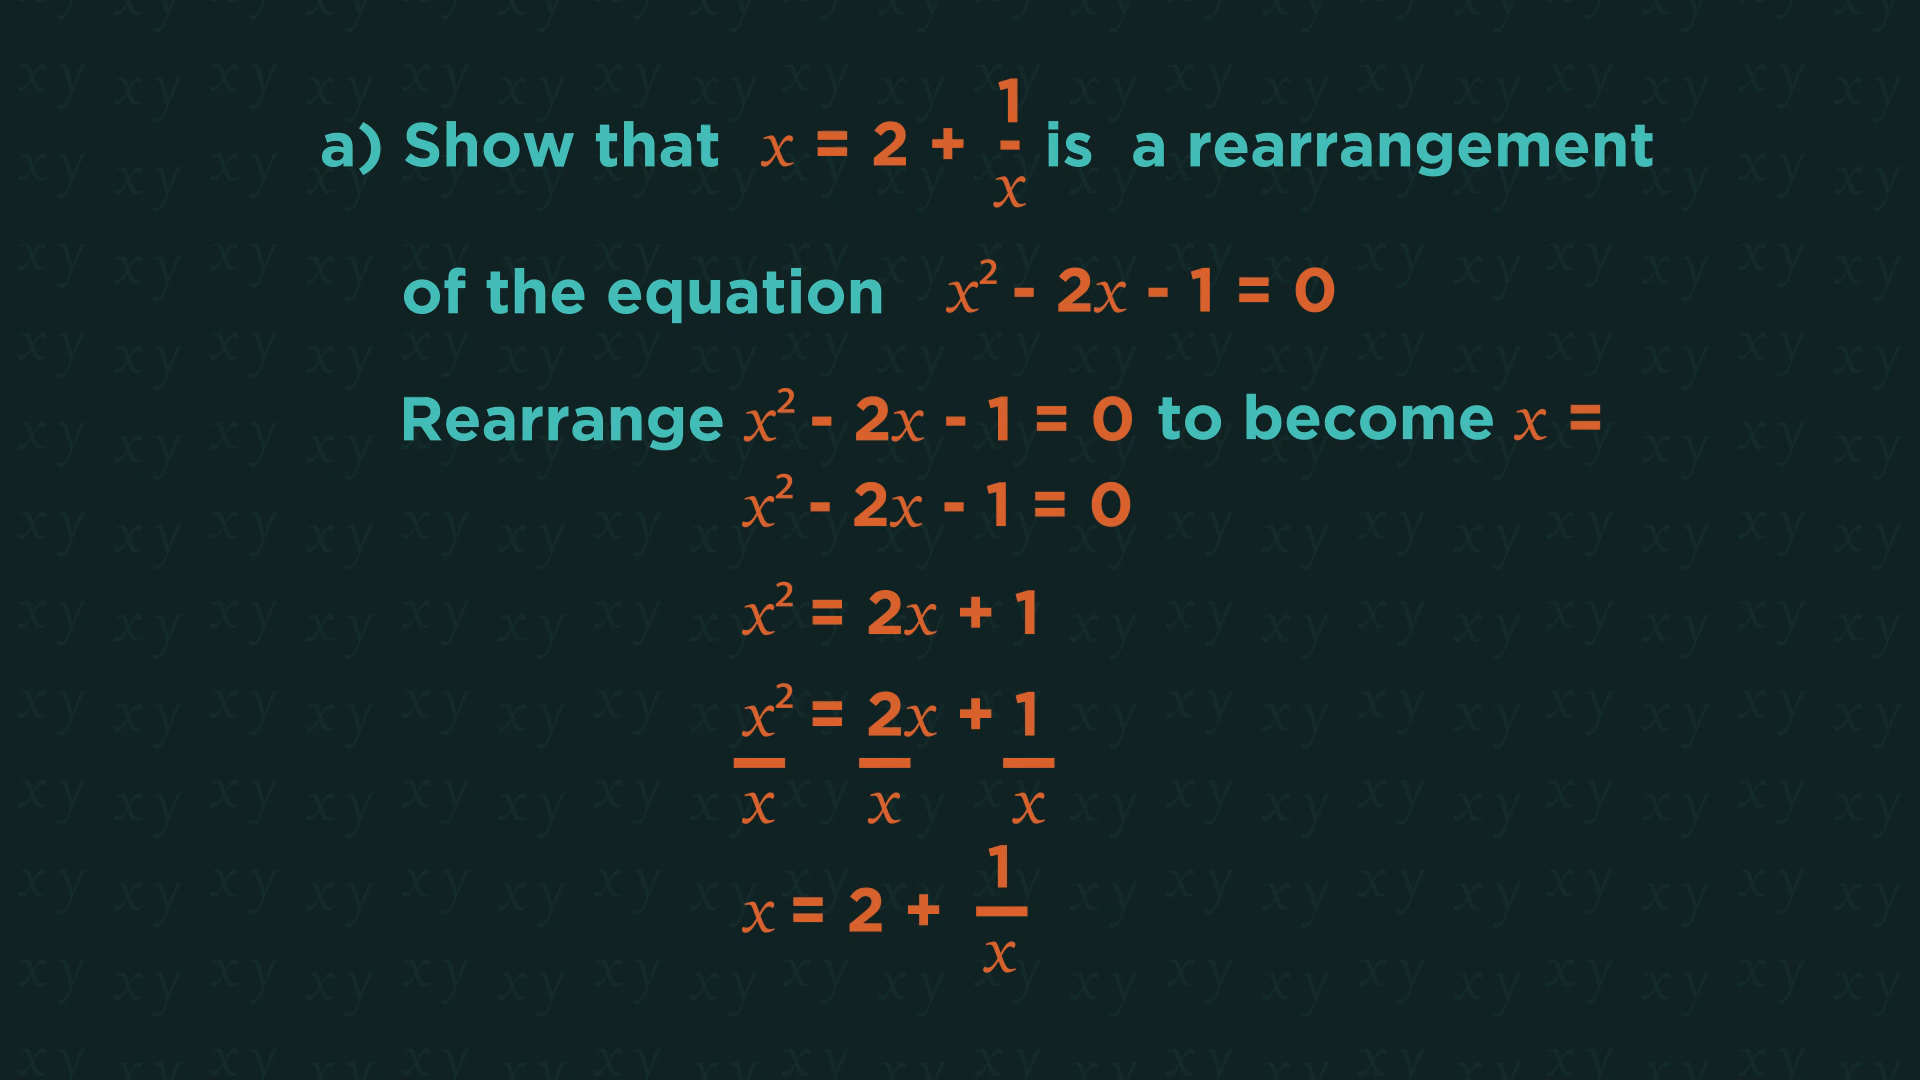 a) Show that x = 2 + 1/x is a rearrangement
of the equation x² - 2x - 1 = 0
Rearrange x² - 2x - 1 = 0 to become x =
x² - 2x - 1 = 0
x² = 2x + 1
x²/x = 2x/x + 1/x
x = 2 + 1/x